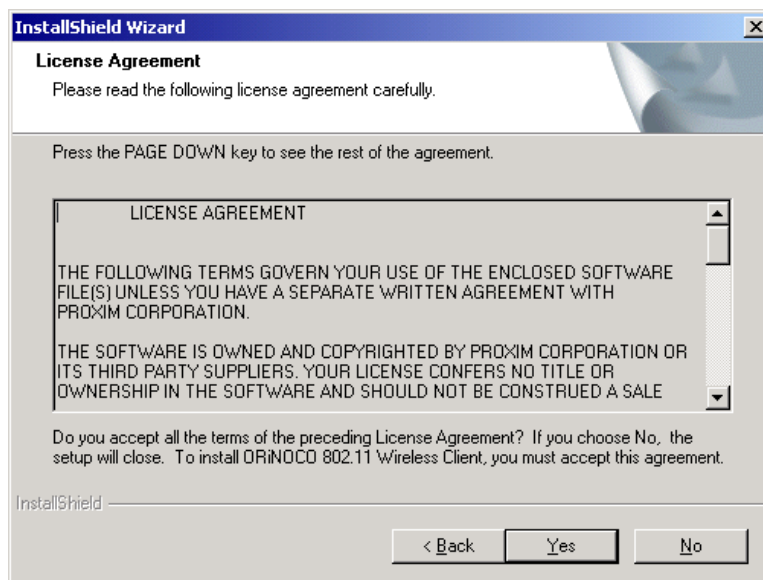 InstallShield Wizard
License Agreement
Please read the following license agreement carefully.
Press the PAGE DOWN key to see the rest of the agreement.
LICENSE AGREEMENT
THE FOLLOWING TERMS GOVERN YOUR USE OF THE ENCLOSED SOFTWARE
FILE(S) UNLESS YOU HAVE A SEPARATE WRITTEN AGREEMENT WITH
PROXIM CORPORATION.
THE SOFTWARE IS OWNED AND COPYRIGHTED BY PROXIM CORPORATION OR
ITS THIRD PARTY SUPPLIERS. YOUR LICENSE CONFERS NO TITLE OR
OWNERSHIP IN THE SOFTWARE AND SHOULD NOT BE CONSTRUED A SALE
Do you accept all the terms of the preceding License Agreement? If you choose No, the
setup will close. To install ORiNOCO 802.11 Wireless Client, you must accept this agreement.
InstallShield
< Back Yes No